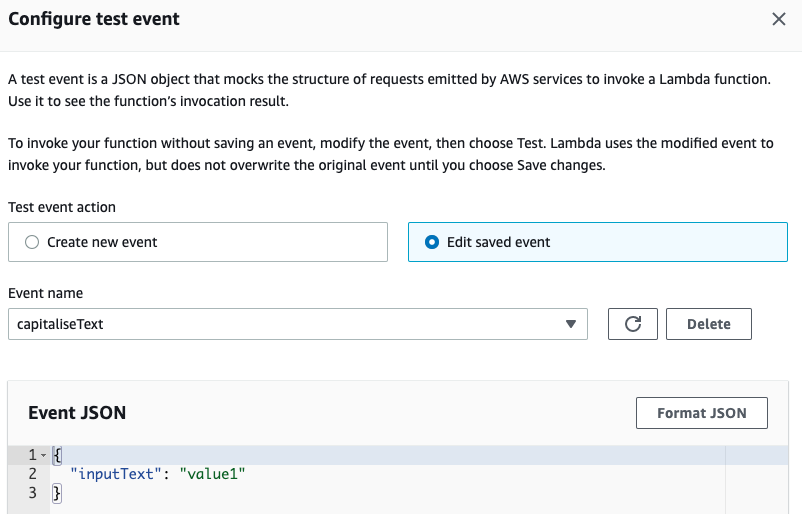 Configure test event
A test event is a JSON object that mocks the structure of requests emitted by AWS services to invoke a Lambda function.
Use it to see the function's invocation result.
To invoke your function without saving an event, modify the event, then choose Test. Lambda uses the modified event to
invoke your function, but does not overwrite the original event until you choose Save changes.
Test event action
Create new event
Edit saved event
Event name
capitaliseText
Delete
Event JSON
Format JSON
1 {
2 "inputText": "value1"
3 }